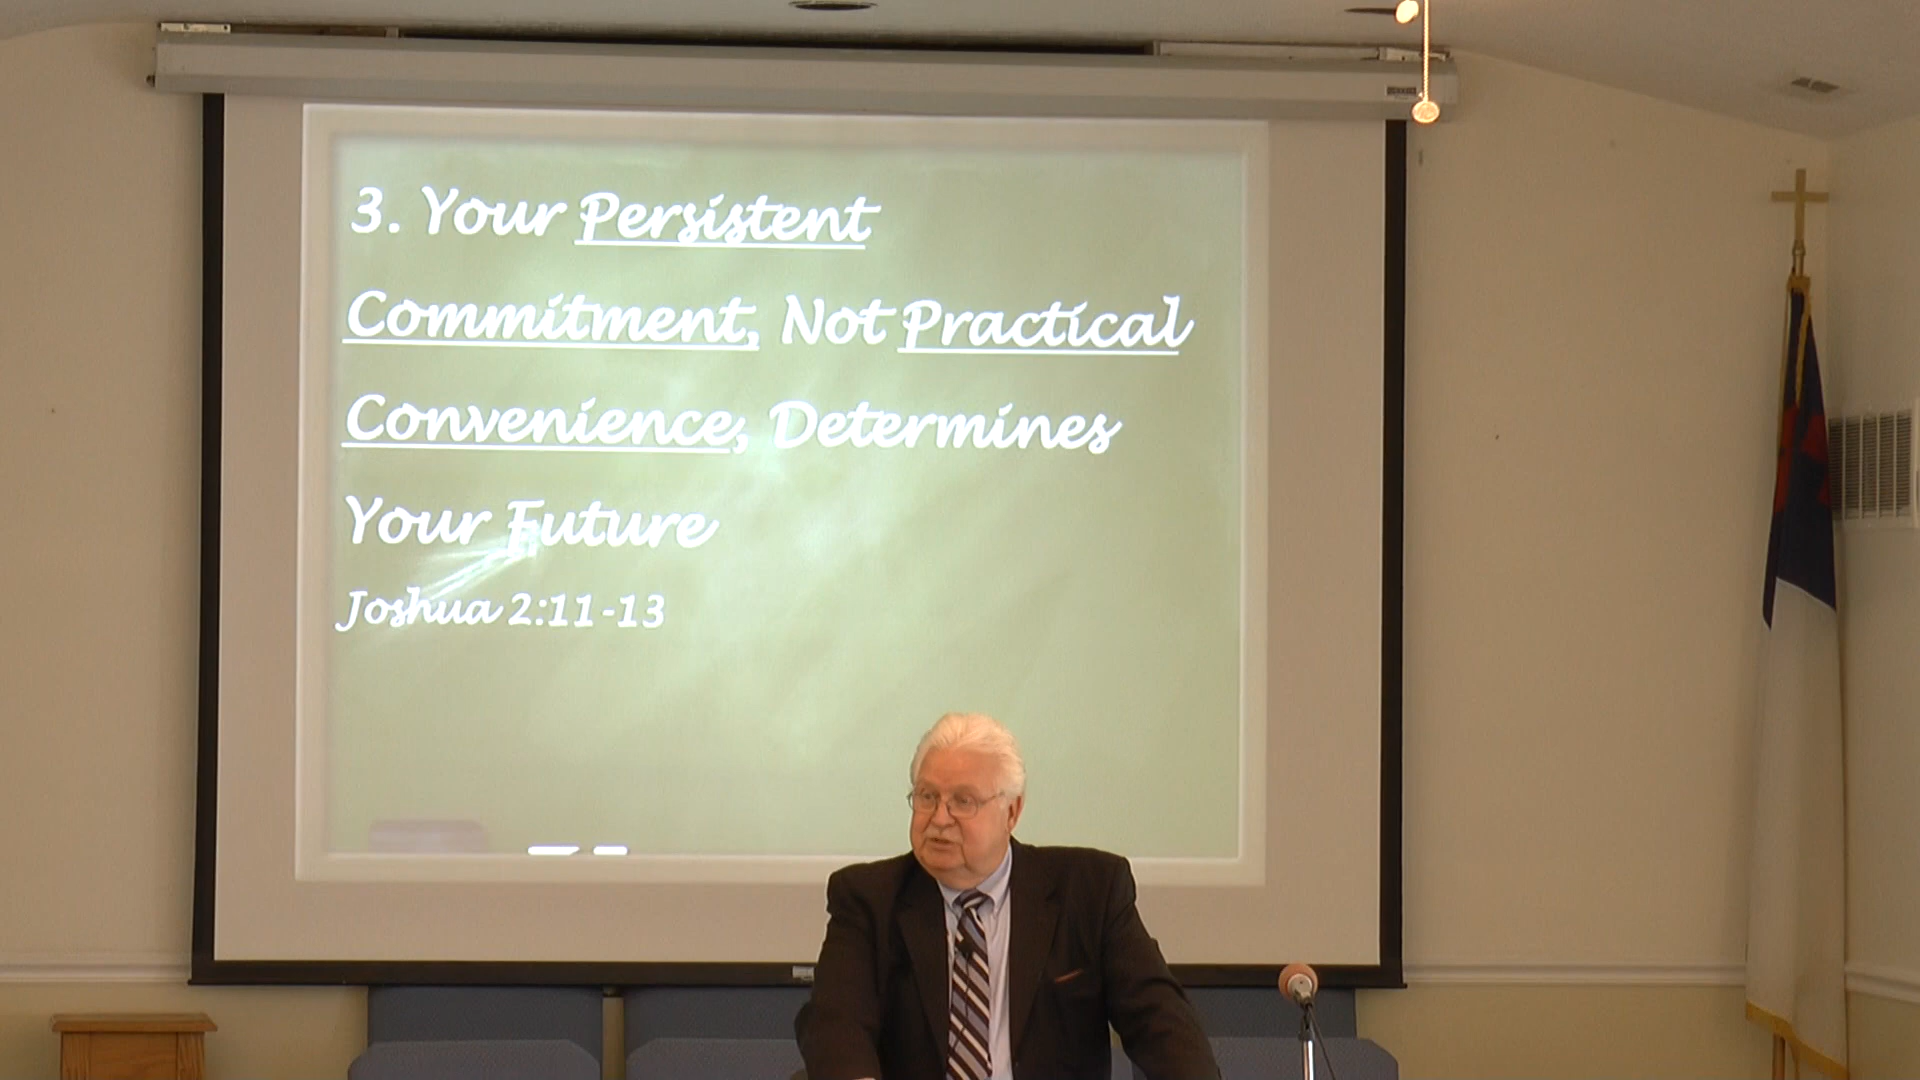 3. Your Persistent
Commitment, Not Practical
Convenience, Determines
Your Future
Joshua 2:11-13